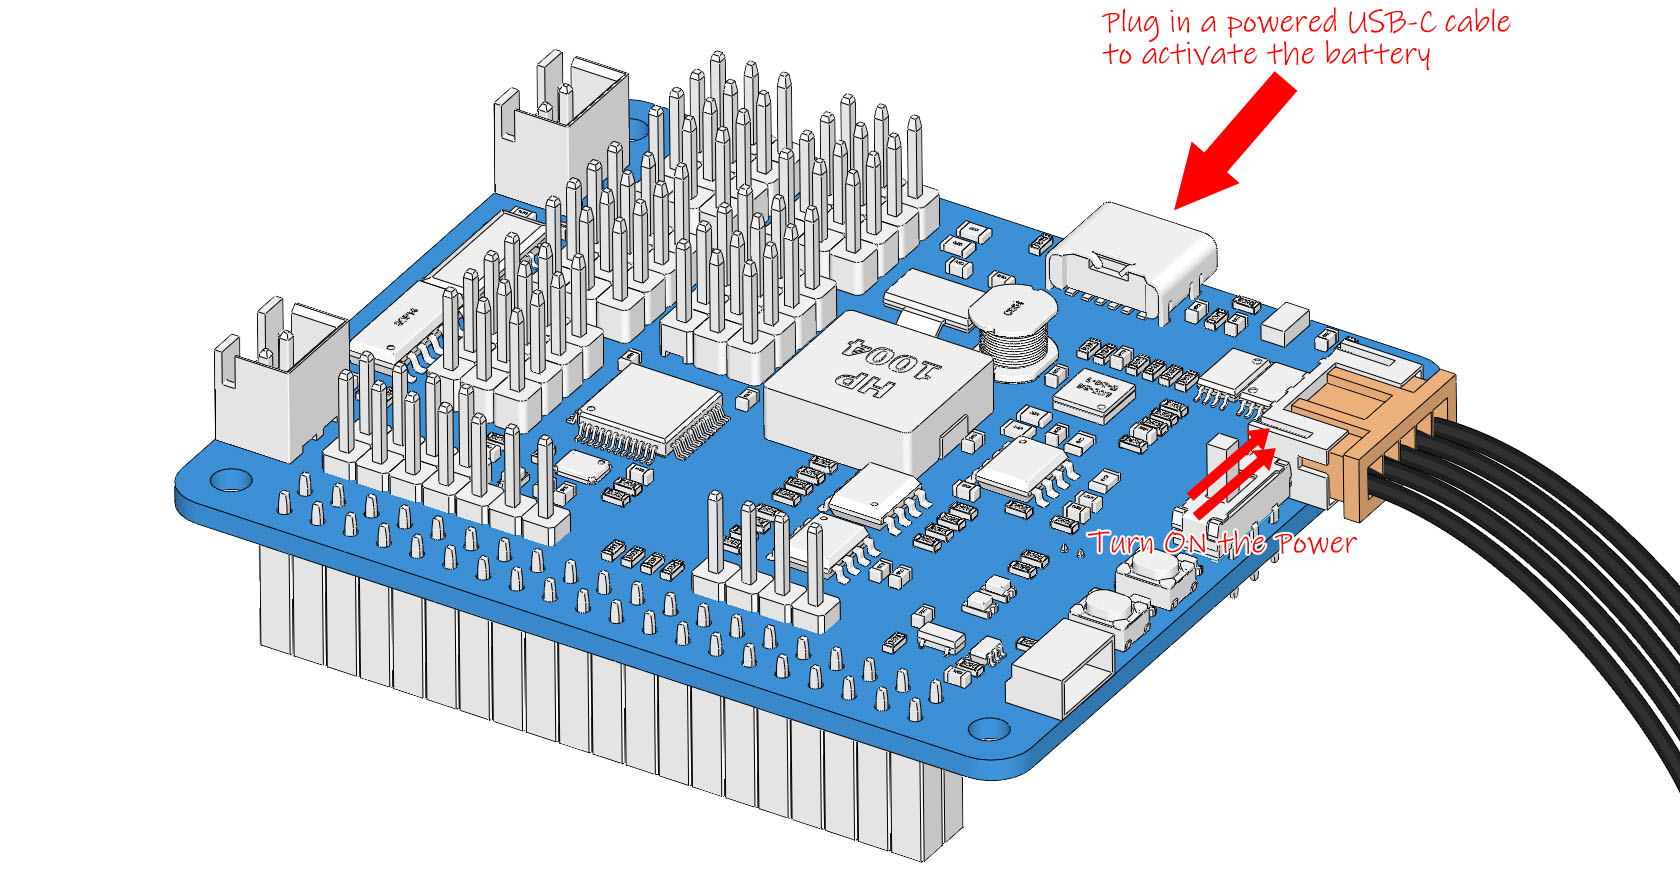 Plug in a powered USB-C cable
to activate the battery
HP
1004
Turn ON the Power